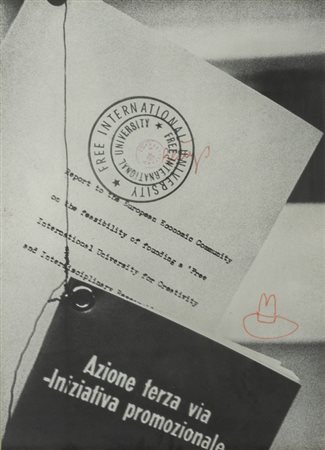 FREE INTERNATIONAL UNIVERSITY
FREE INTERNATIONAL UNIVERSITY
Report to the European Economic Community
on the feasibility of founding a 'Free
International University for Creativity
and Interdisciplinary Research
Azione terza via
-Iniziativa promozionale